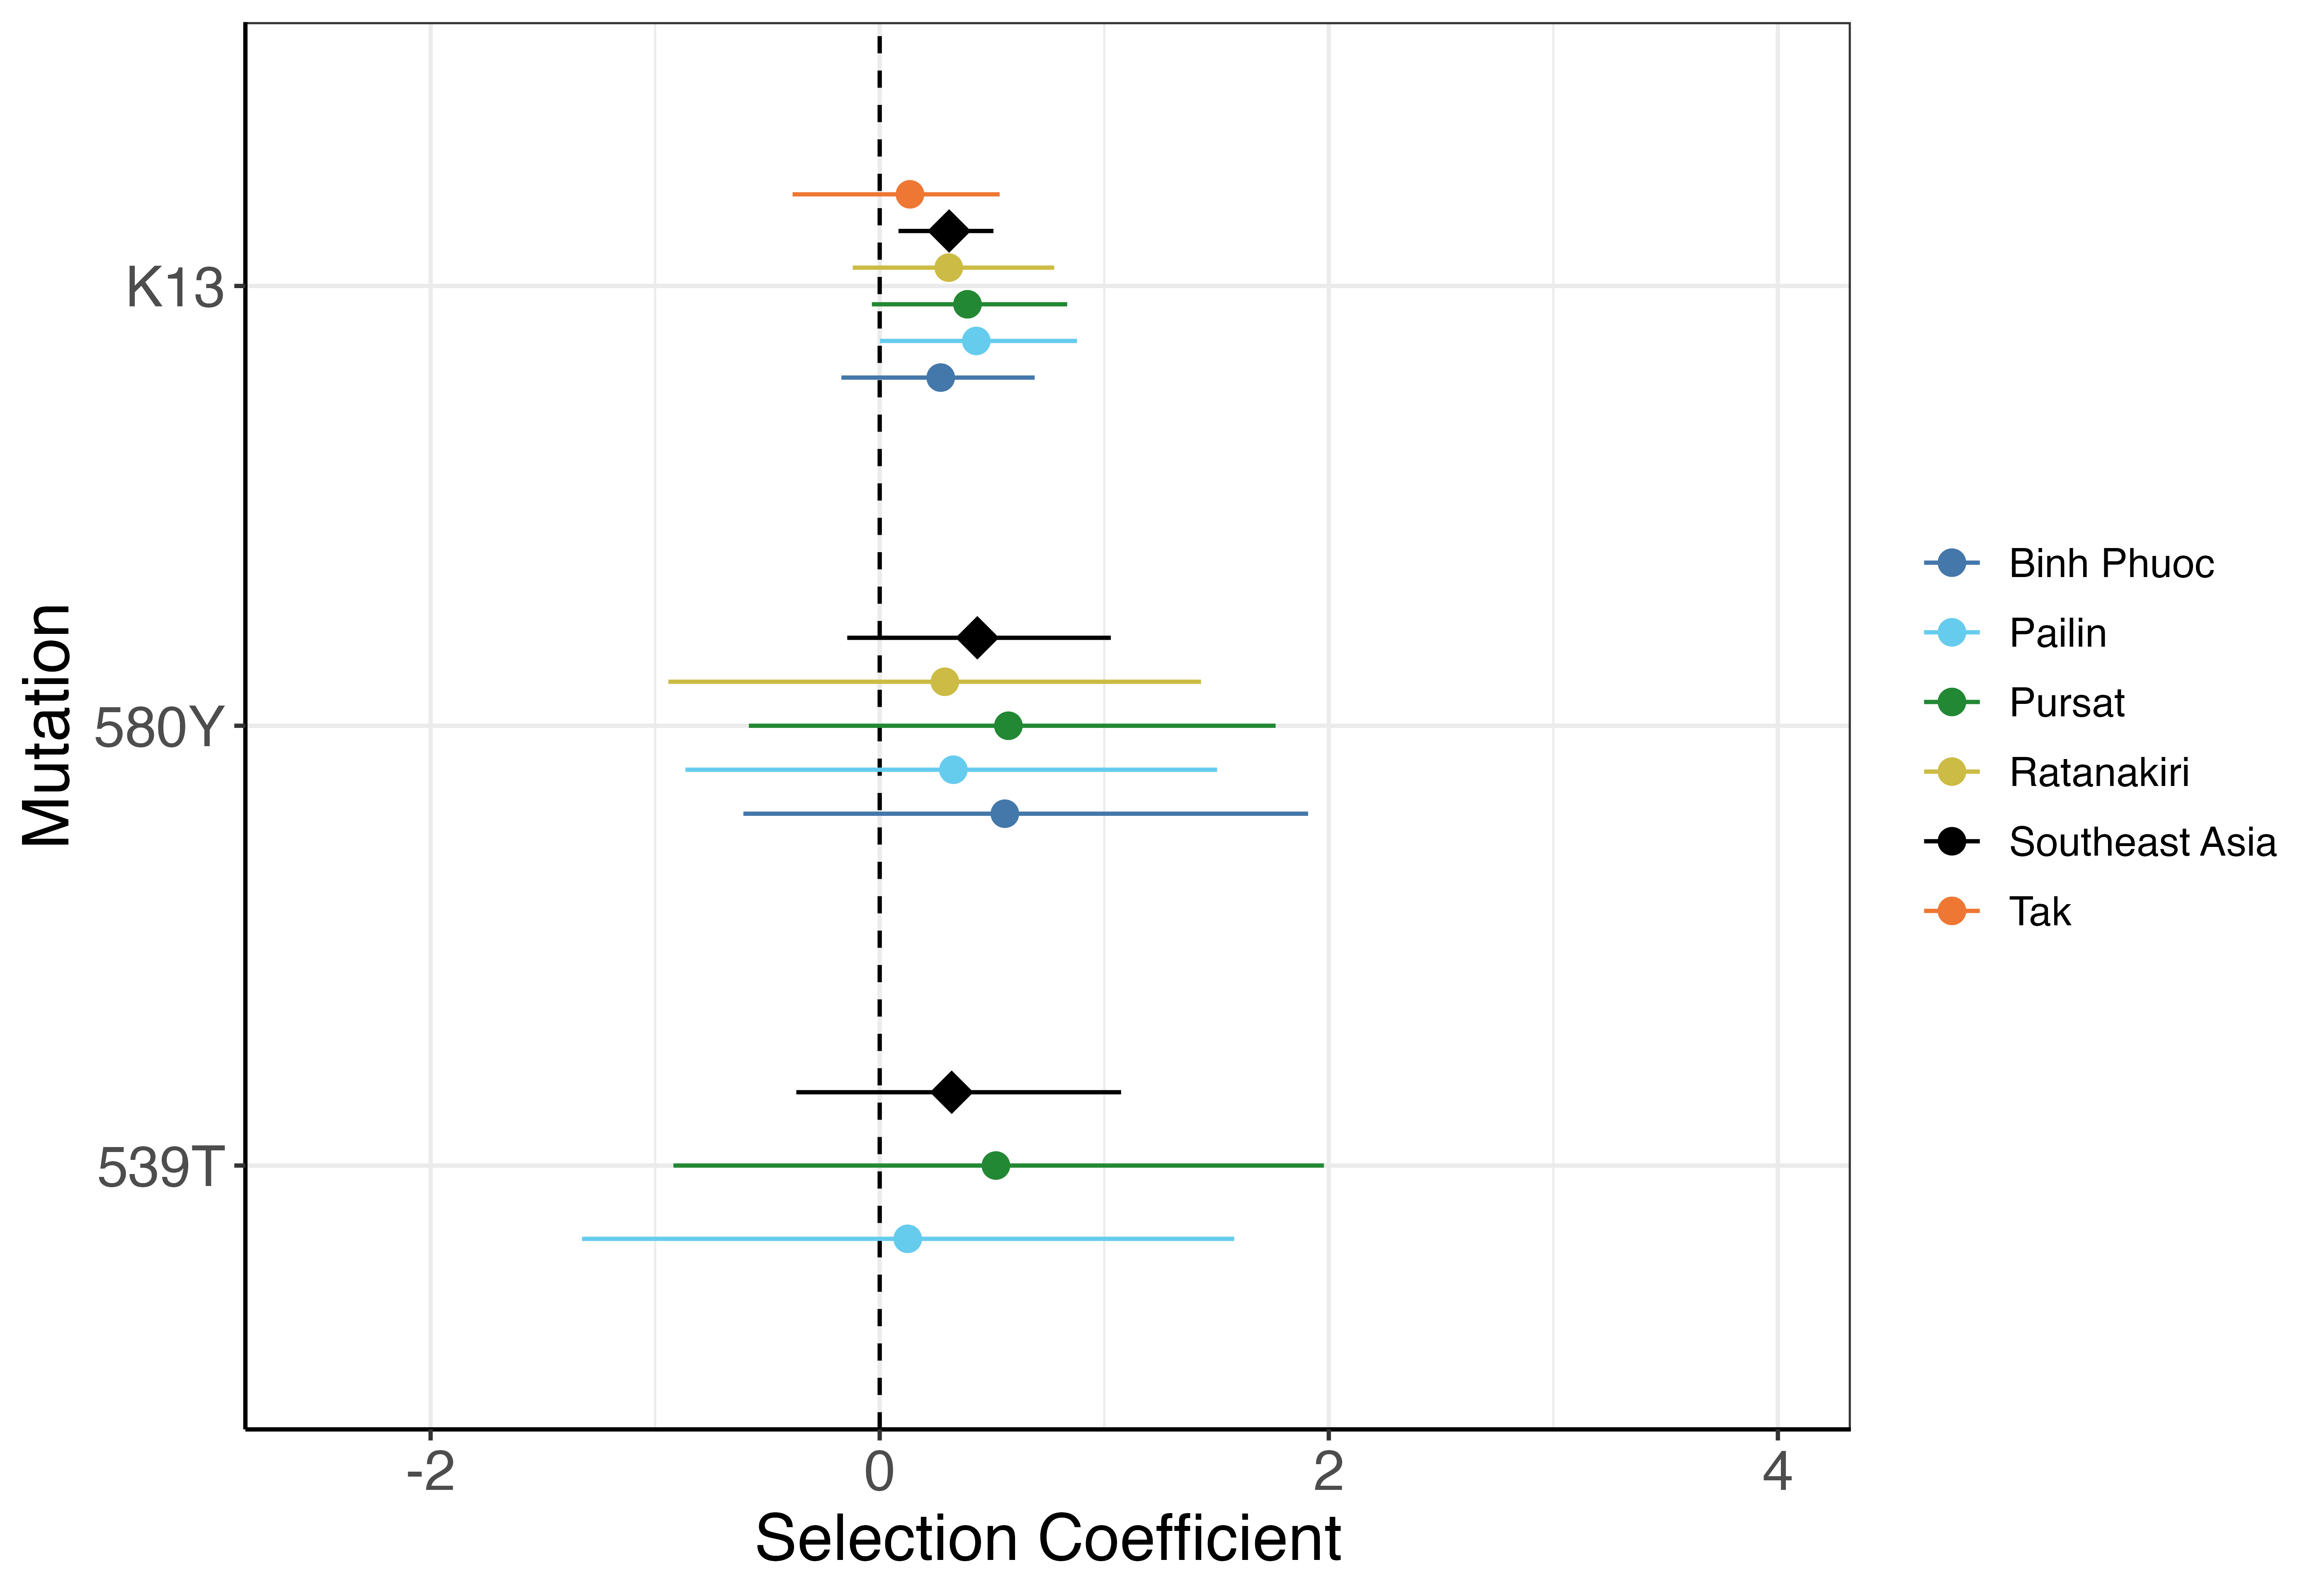 Mutation
K13
580Y
539T
-2
0
2
4
Selection Coefficient
Binh Phuoc
Pailin
Pursat
Ratanakiri
Southeast Asia
Tak